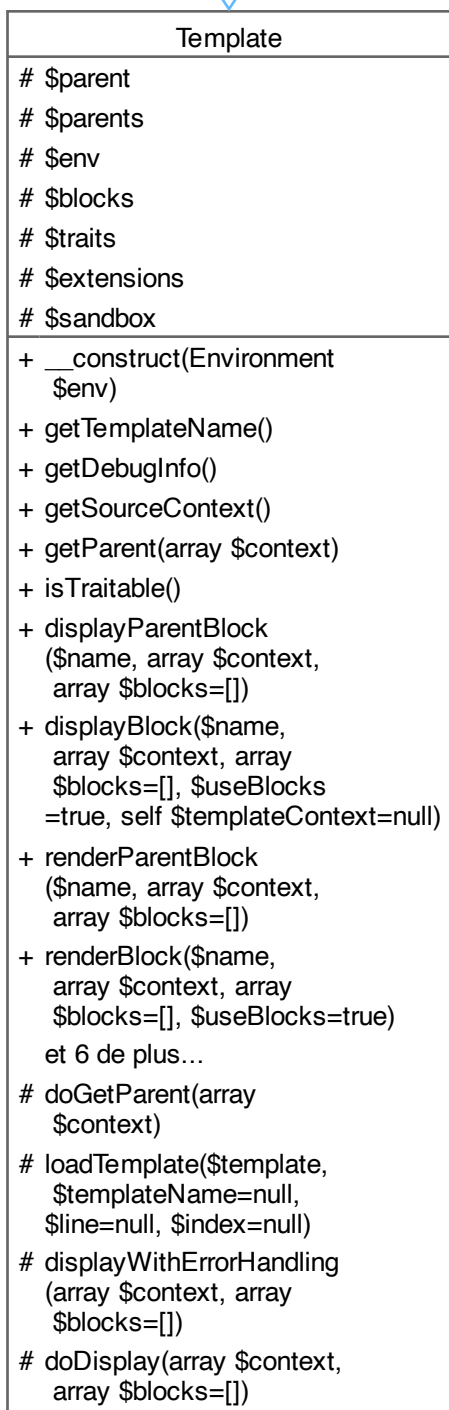 Template
# $parent
# $parents
# $env
# $blocks
# $traits
# $extensions
# $sandbox
+ __construct(Environment
$env)
+ getTemplateName()
+ getDebugInfo()
+ getSourceContext()
+ getParent(array $context)
+ isTraitable()
+ displayParentBlock
($name, array $context,
array $blocks=[])
+ displayBlock($name,
array $context, array
$blocks=[], $useBlocks
=true, self $templateContext=null)
+ renderParentBlock
($name, array $context,
array $blocks=[])
+ renderBlock($name,
array $context, array
$blocks=[], $useBlocks=true)
et 6 de plus...
# doGetParent(array
$context)
# loadTemplate($template,
$templateName=null,
$line=null, $index=null)
# displayWithErrorHandling
(array $context, array
$blocks=[])
# doDisplay(array $context,
array $blocks=[])